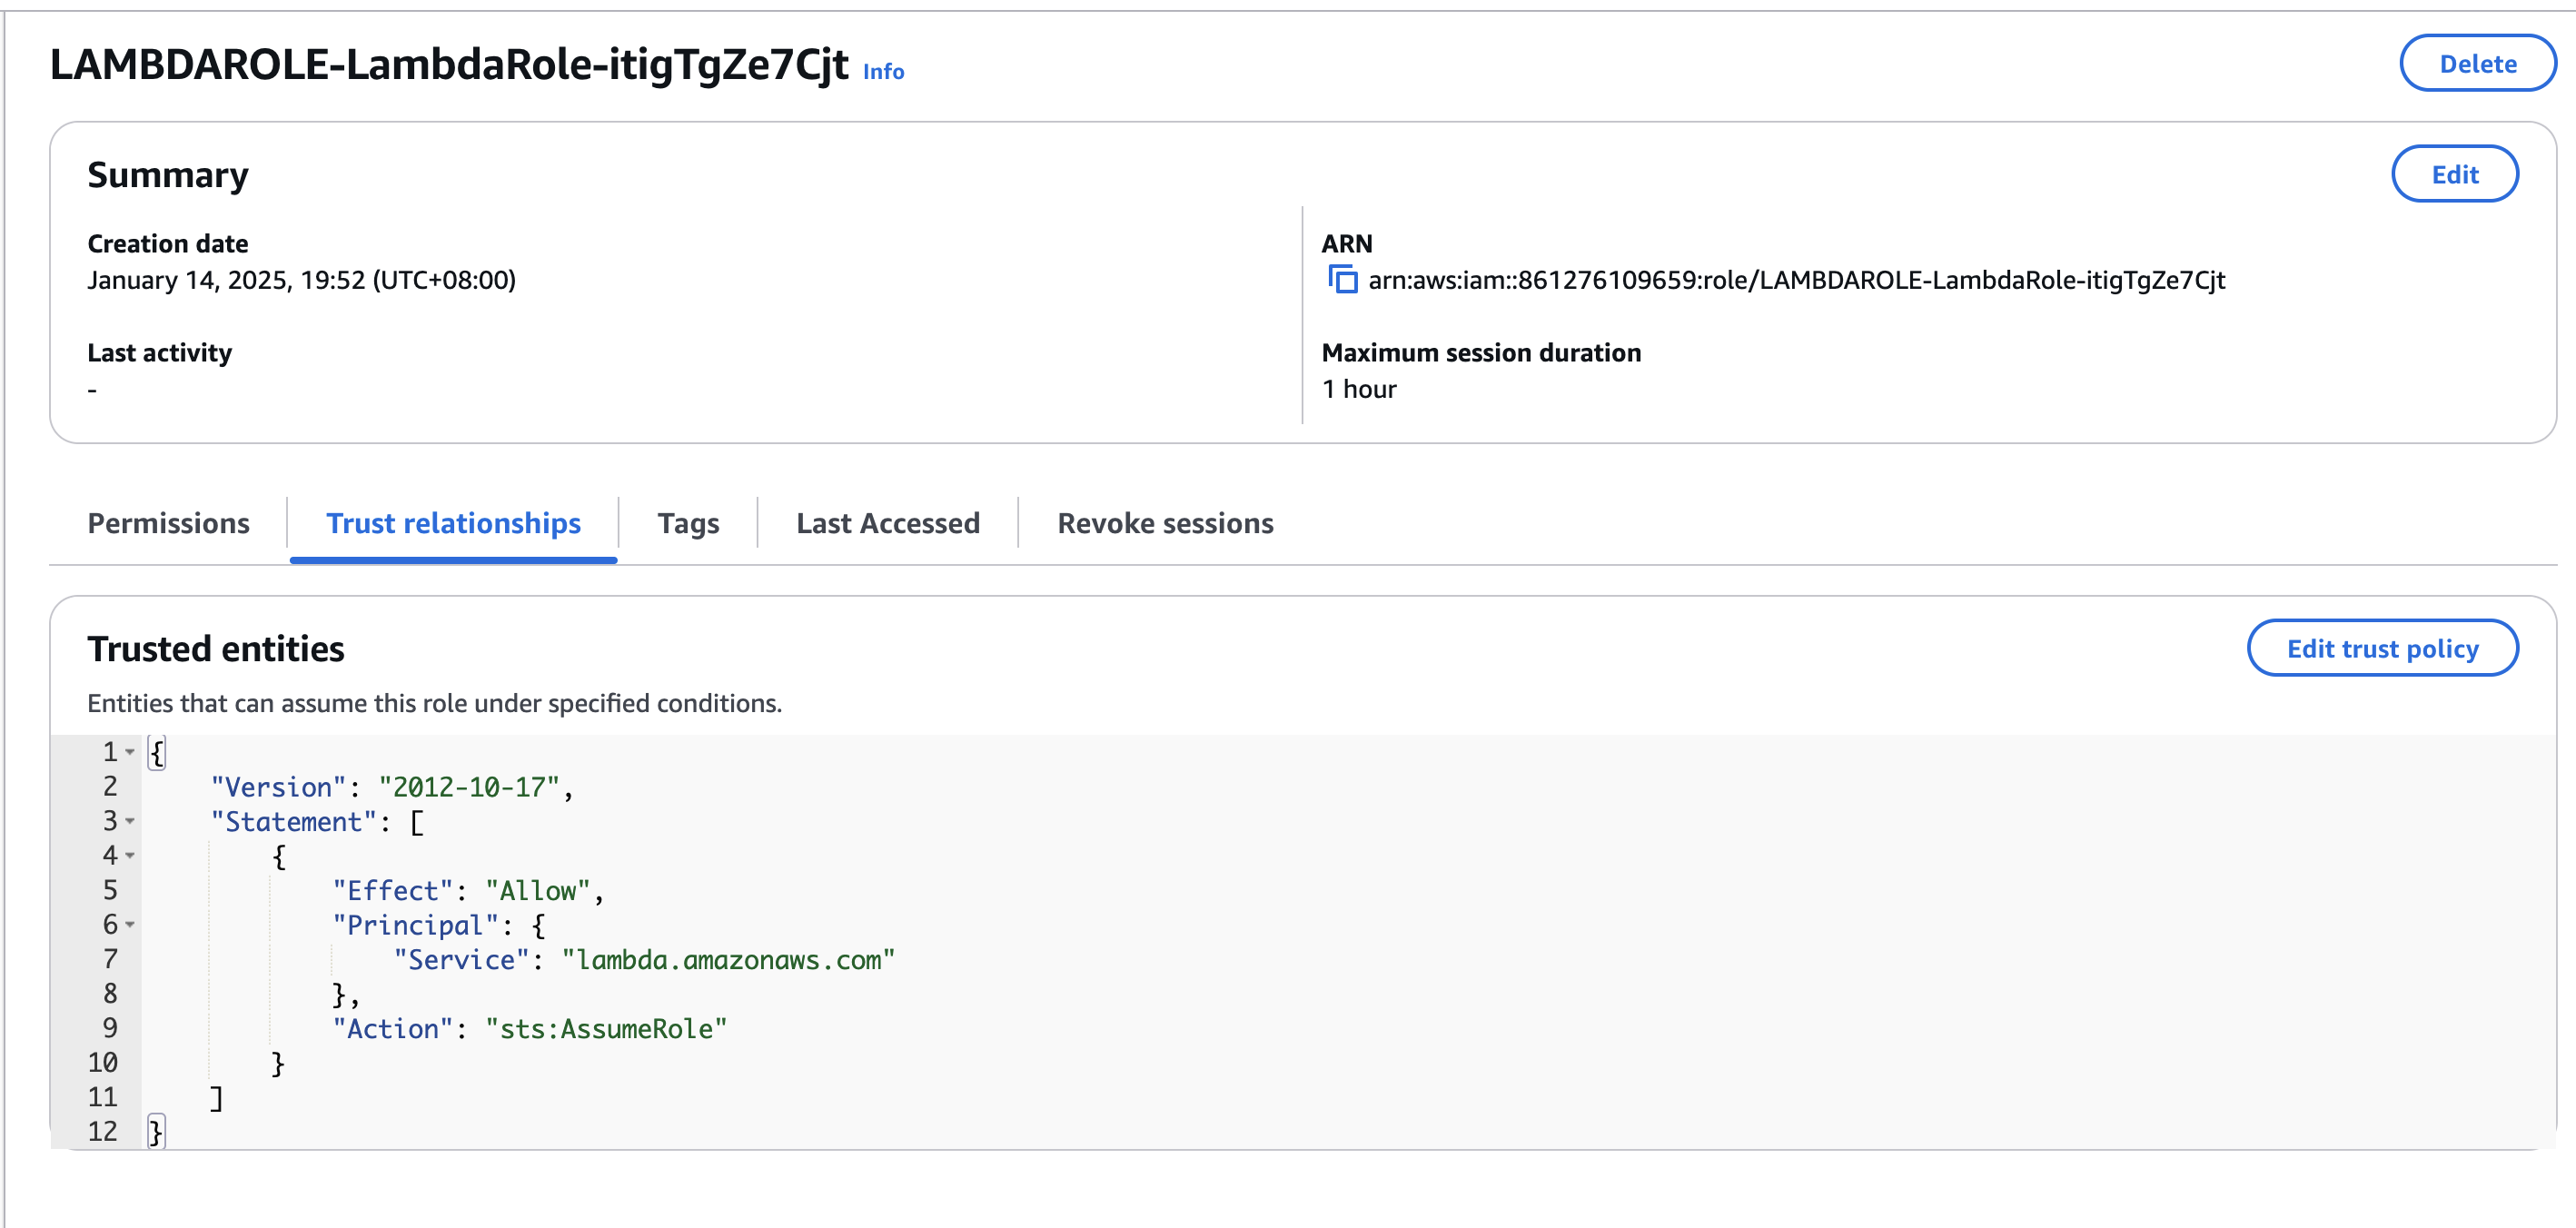 LAMBDAROLE-LambdaRole-itigTgZe7Cjt Info
Delete
Summary
Edit
Creation date
January 14, 2025, 19:52 (UTC+08:00)
ARN
arn:aws:iam::861276109659:role/LAMBDAROLE-LambdaRole-itigTgZe7Cjt
Last activity
-
Maximum session duration
1 hour
Permissions Trust relationships Tags Last Accessed Revoke sessions
Trusted entities
Edit trust policy
Entities that can assume this role under specified conditions.
1 {
2     "Version": "2012-10-17",
3     "Statement": [
4         {
5             "Effect": "Allow",
6             "Principal": {
7                 "Service": "lambda.amazonaws.com"
8             },
9             "Action": "sts:AssumeRole"
10         }
11     ]
12 }